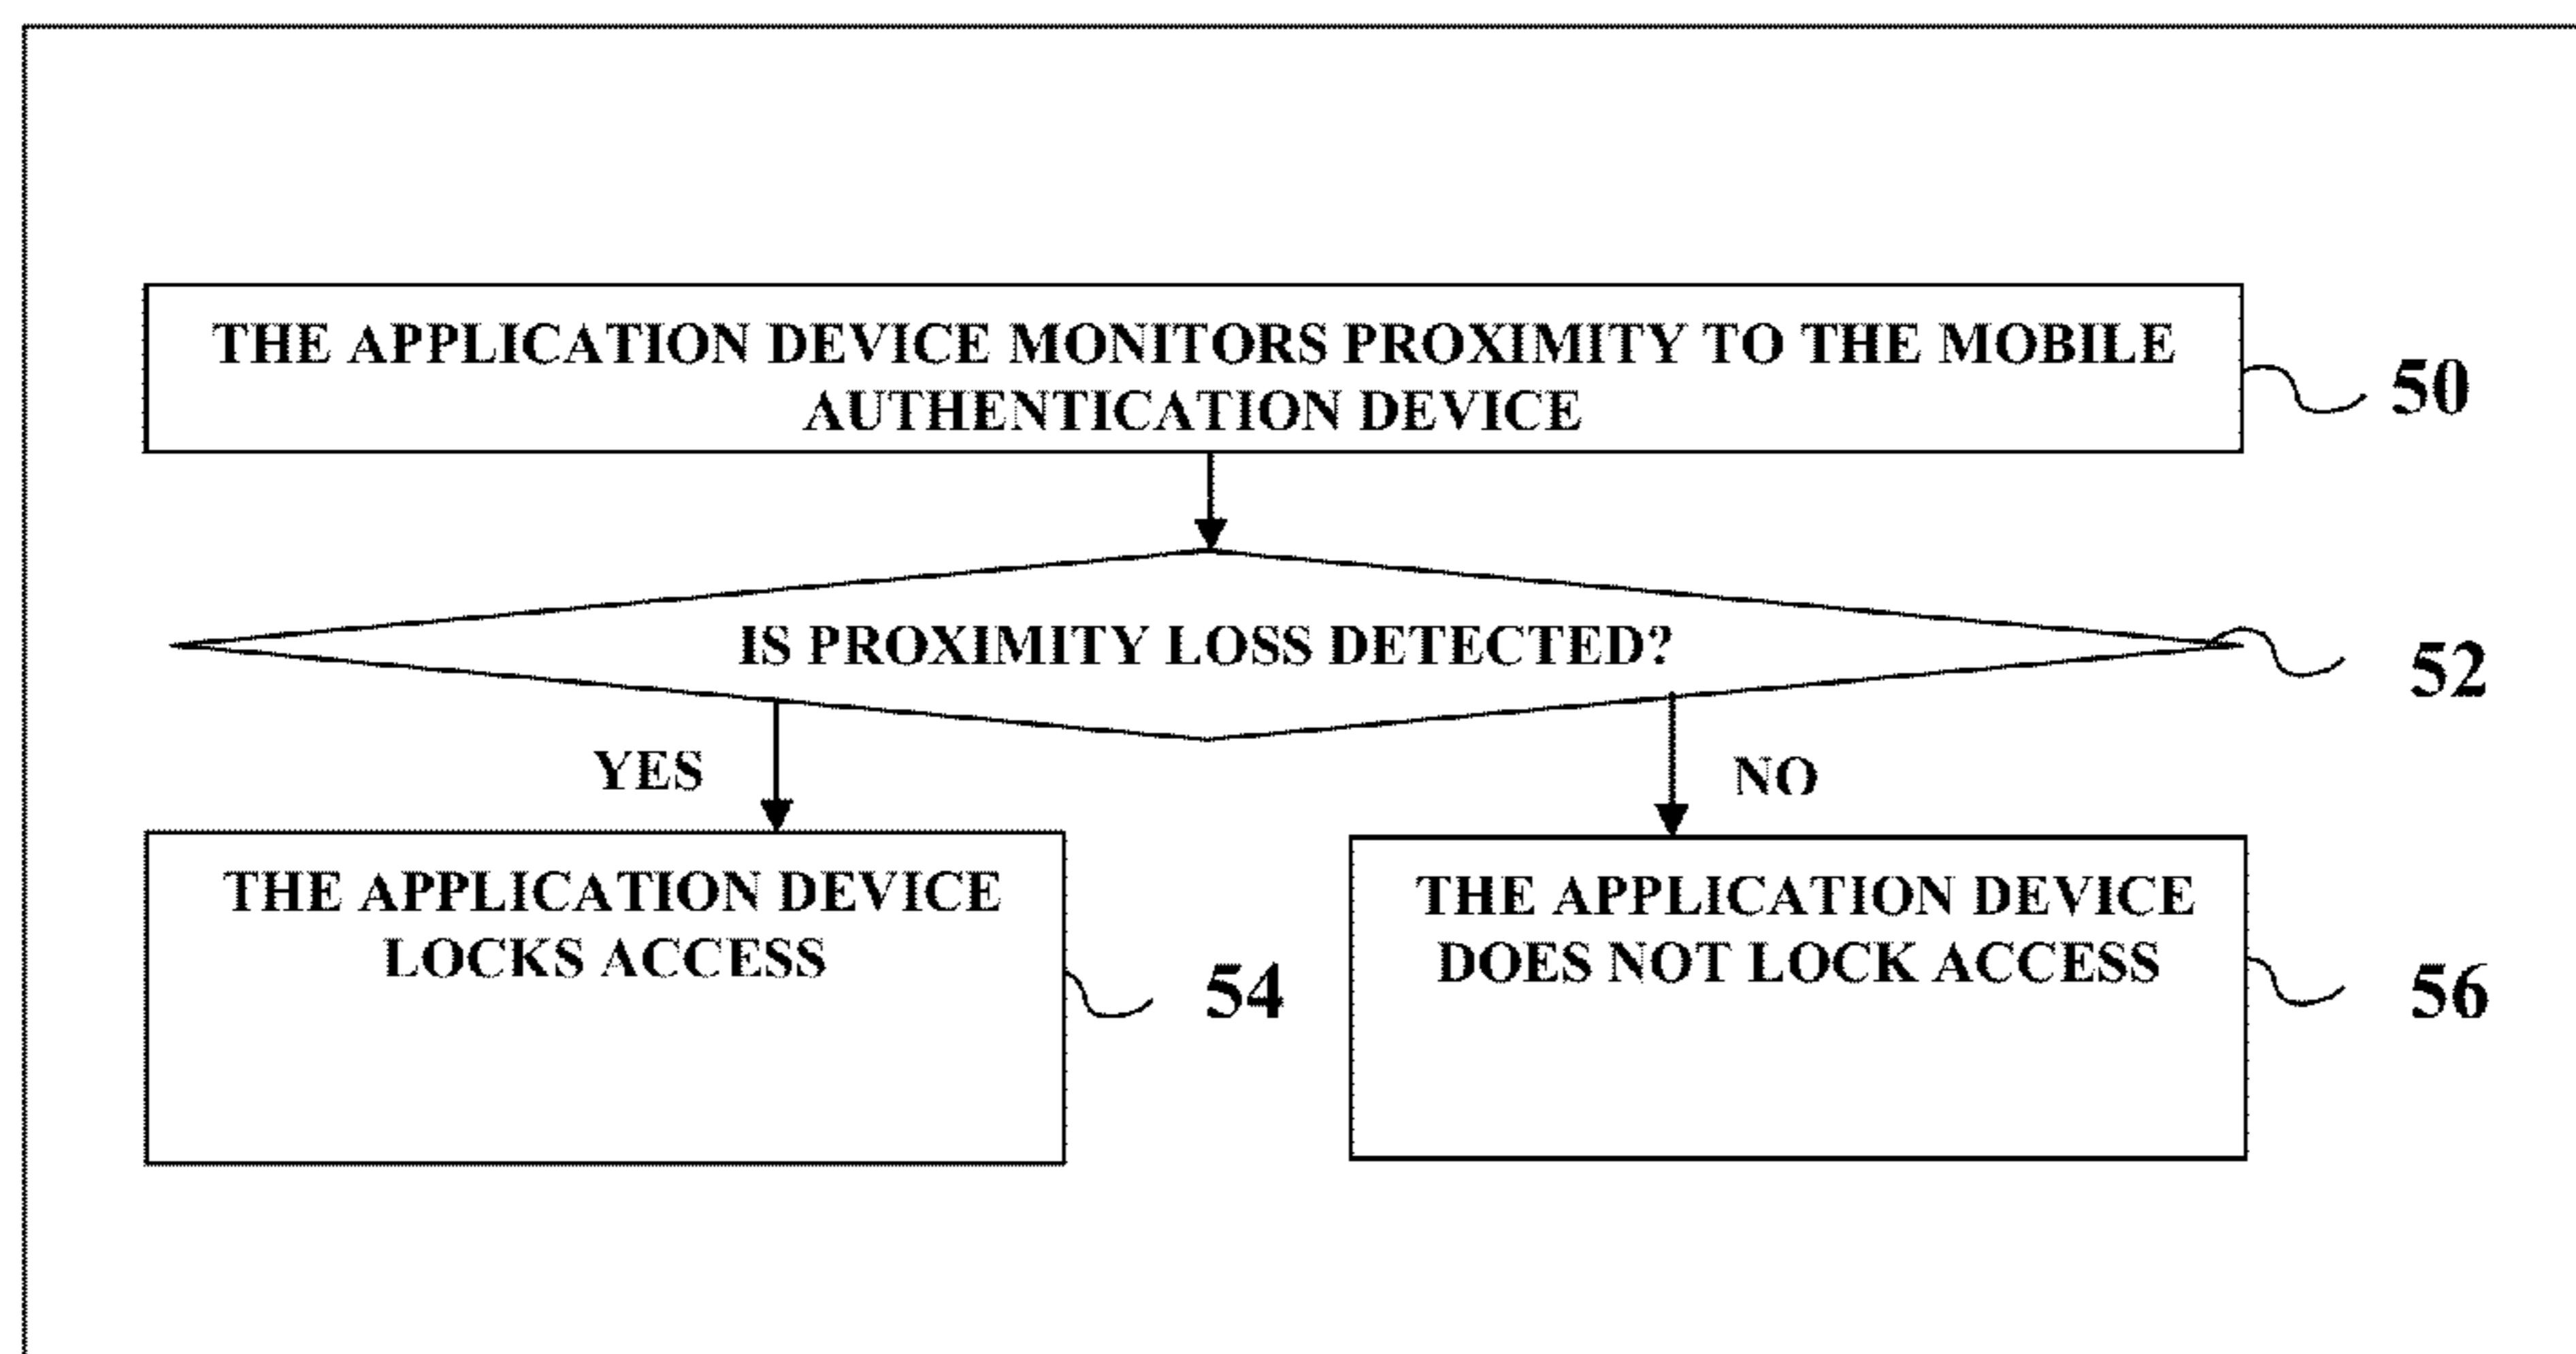 THE APPLICATION DEVICE MONITORS PROXIMITY TO THE MOBILE
AUTHENTICATION DEVICE
50
IS PROXIMITY LOSS DETECTED?
52
YES
NO
THE APPLICATION DEVICE
LOCKS ACCESS
54
THE APPLICATION DEVICE
DOES NOT LOCK ACCESS
56